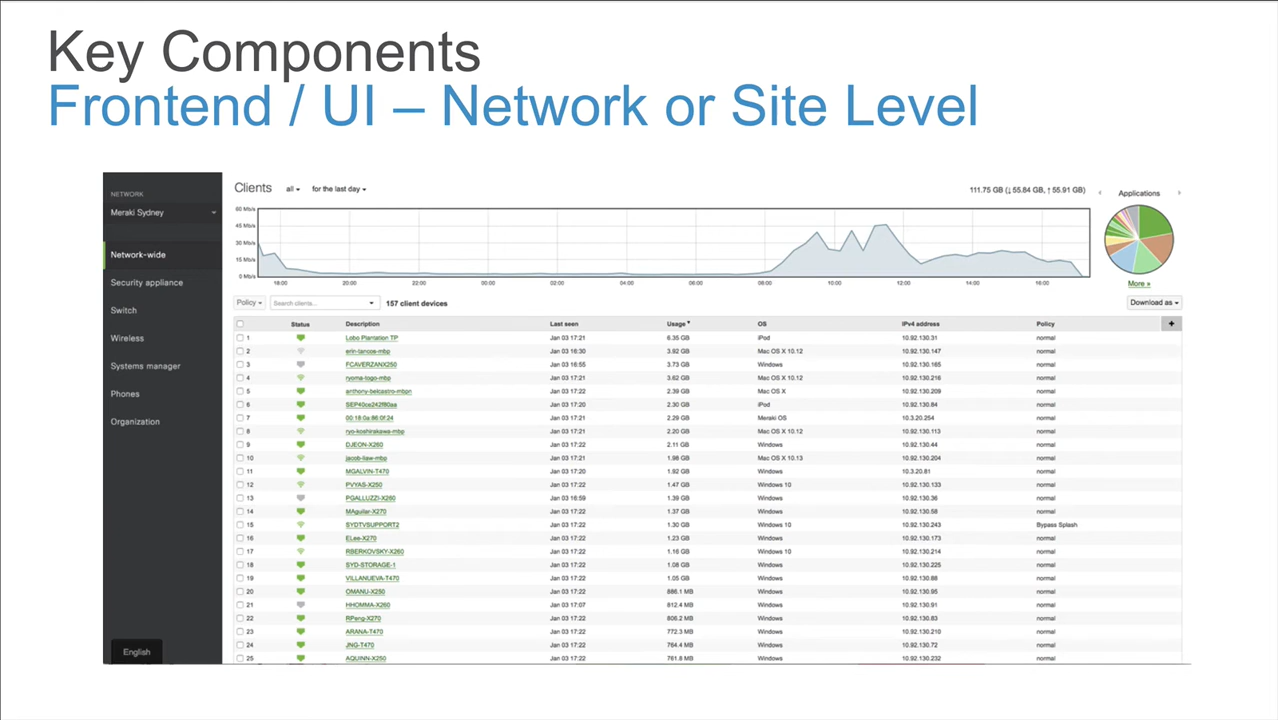 Key Components
Frontend / UI – Network or Site Level
NETWORK
Meraki Sydney
Network-wide
Security appliance
Switch
Wireless
Systems manager
Phones
Organization
English
Clients all for the last day
111.75 GB (↓ 55.84 GB, ↑ 55.91 GB)
Applications
60 Mb/s
45 Mb/s
30 Mb/s
15 Mb/s
0 Mb/s
18:00 20:00 22:00 00:00 02:00 04:00 06:00 08:00 10:00 12:00 14:00 16:00
More »
Policy Search clients... 157 client devices Download as
Status Description Last seen Usage OS IPv4 address Policy +
1 Lobo Plantation TP Jan 03 17:21 6.35 GB iPod 10.92.130.31 normal
2 erin-tancos-mbp Jan 03 16:30 3.92 GB Mac OS X 10.12 10.92.130.147 normal
3 FCAVERZANX250 Jan 03 16:55 3.73 GB Windows 10.92.130.165 normal
4 ryoma-logo-mbp Jan 03 17:21 3.62 GB Mac OS X 10.12 10.92.130.216 normal
5 anthony-belcastro-mbpn Jan 03 17:22 2.39 GB Mac OS X 10.92.130.209 normal
6 SEP40ce242f80aa Jan 03 17:20 2.30 GB iPod 10.92.130.84 normal
7 00:18:0a:86:0f:24 Jan 03 17:21 2.29 GB Meraki OS 10.3.20.254 normal
8 ryo-koshirakawa-mbp Jan 03 17:21 2.20 GB Mac OS X 10.12 10.92.130.113 normal
9 DJEON-X260 Jan 03 17:22 2.11 GB Windows 10.92.130.44 normal
10 jacob-liaw-mbp Jan 03 17:21 1.98 GB Mac OS X 10.13 10.92.130.204 normal
11 MGALVIN-T470 Jan 03 17:20 1.92 GB Windows 10.3.20.81 normal
12 PVYAS-X250 Jan 03 17:22 1.47 GB Windows 10 10.92.130.133 normal
13 PGALLUZZI-X260 Jan 03 16:59 1.39 GB Windows 10.92.130.36 normal
14 MAguilar-X270 Jan 03 17:22 1.37 GB Windows 10.92.130.58 normal
15 SYDTVSUPPORT2 Jan 03 17:22 1.30 GB Windows 10 10.92.130.243 Bypass Splash
16 ELee-X270 Jan 03 17:22 1.23 GB Windows 10.92.130.173 normal
17 RBERKOVSKY-X260 Jan 03 17:22 1.16 GB Windows 10 10.92.130.214 normal
18 SYD-STORAGE-1 Jan 03 17:22 1.08 GB Windows 10.92.130.225 normal
19 VILLANUEVA-T470 Jan 03 17:22 1.05 GB Windows 10.92.130.88 normal
20 OMANU-X250 Jan 03 17:22 886.1 MB Windows 10.92.130.95 normal
21 HHOMMA-X260 Jan 03 17:07 812.4 MB Windows 10.92.130.91 normal
22 RPeng-X270 Jan 03 17:22 806.2 MB Windows 10.92.130.83 normal
23 ARANA-T470 Jan 03 17:22 772.3 MB Windows 10.92.130.210 normal
24 JNG-T470 Jan 03 17:22 764.4 MB Windows 10.92.130.72 normal
25 AQUINN-X250 Jan 03 17:22 761.8 MB Windows 10.92.130.232 normal